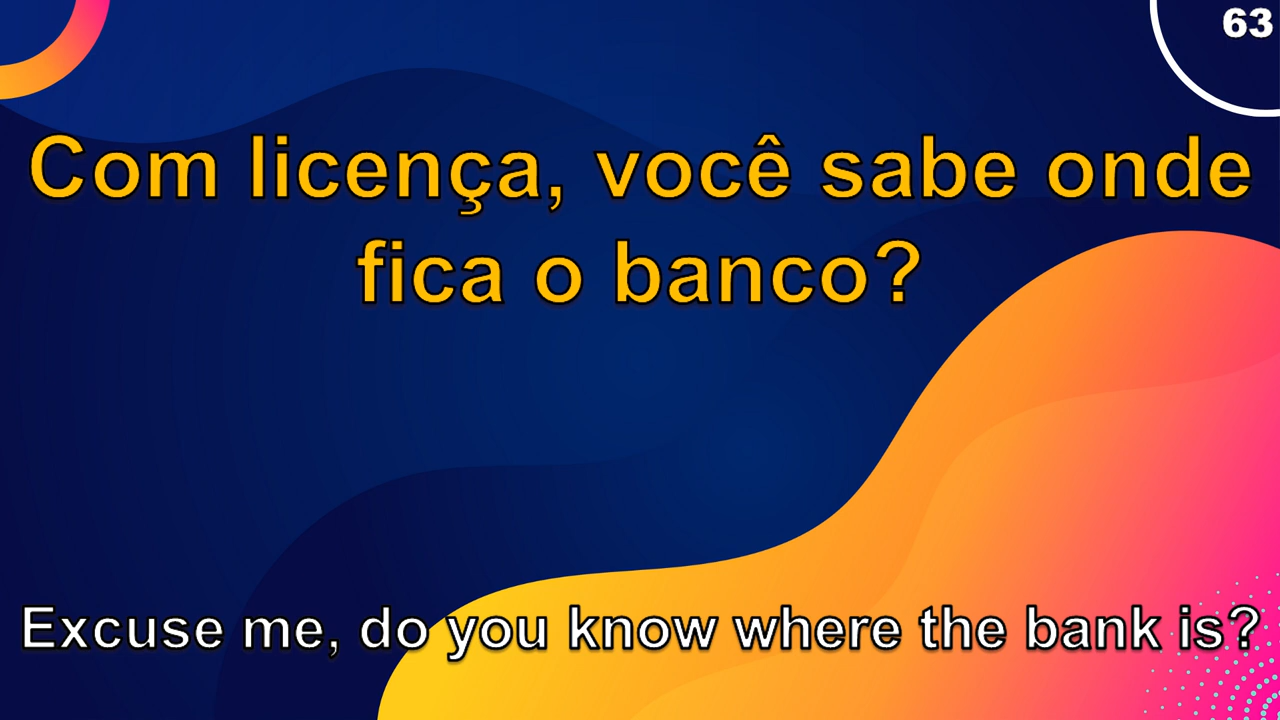 63
Com licença, você sabe onde
fica o banco?
Excuse me, do you know where the bank is?